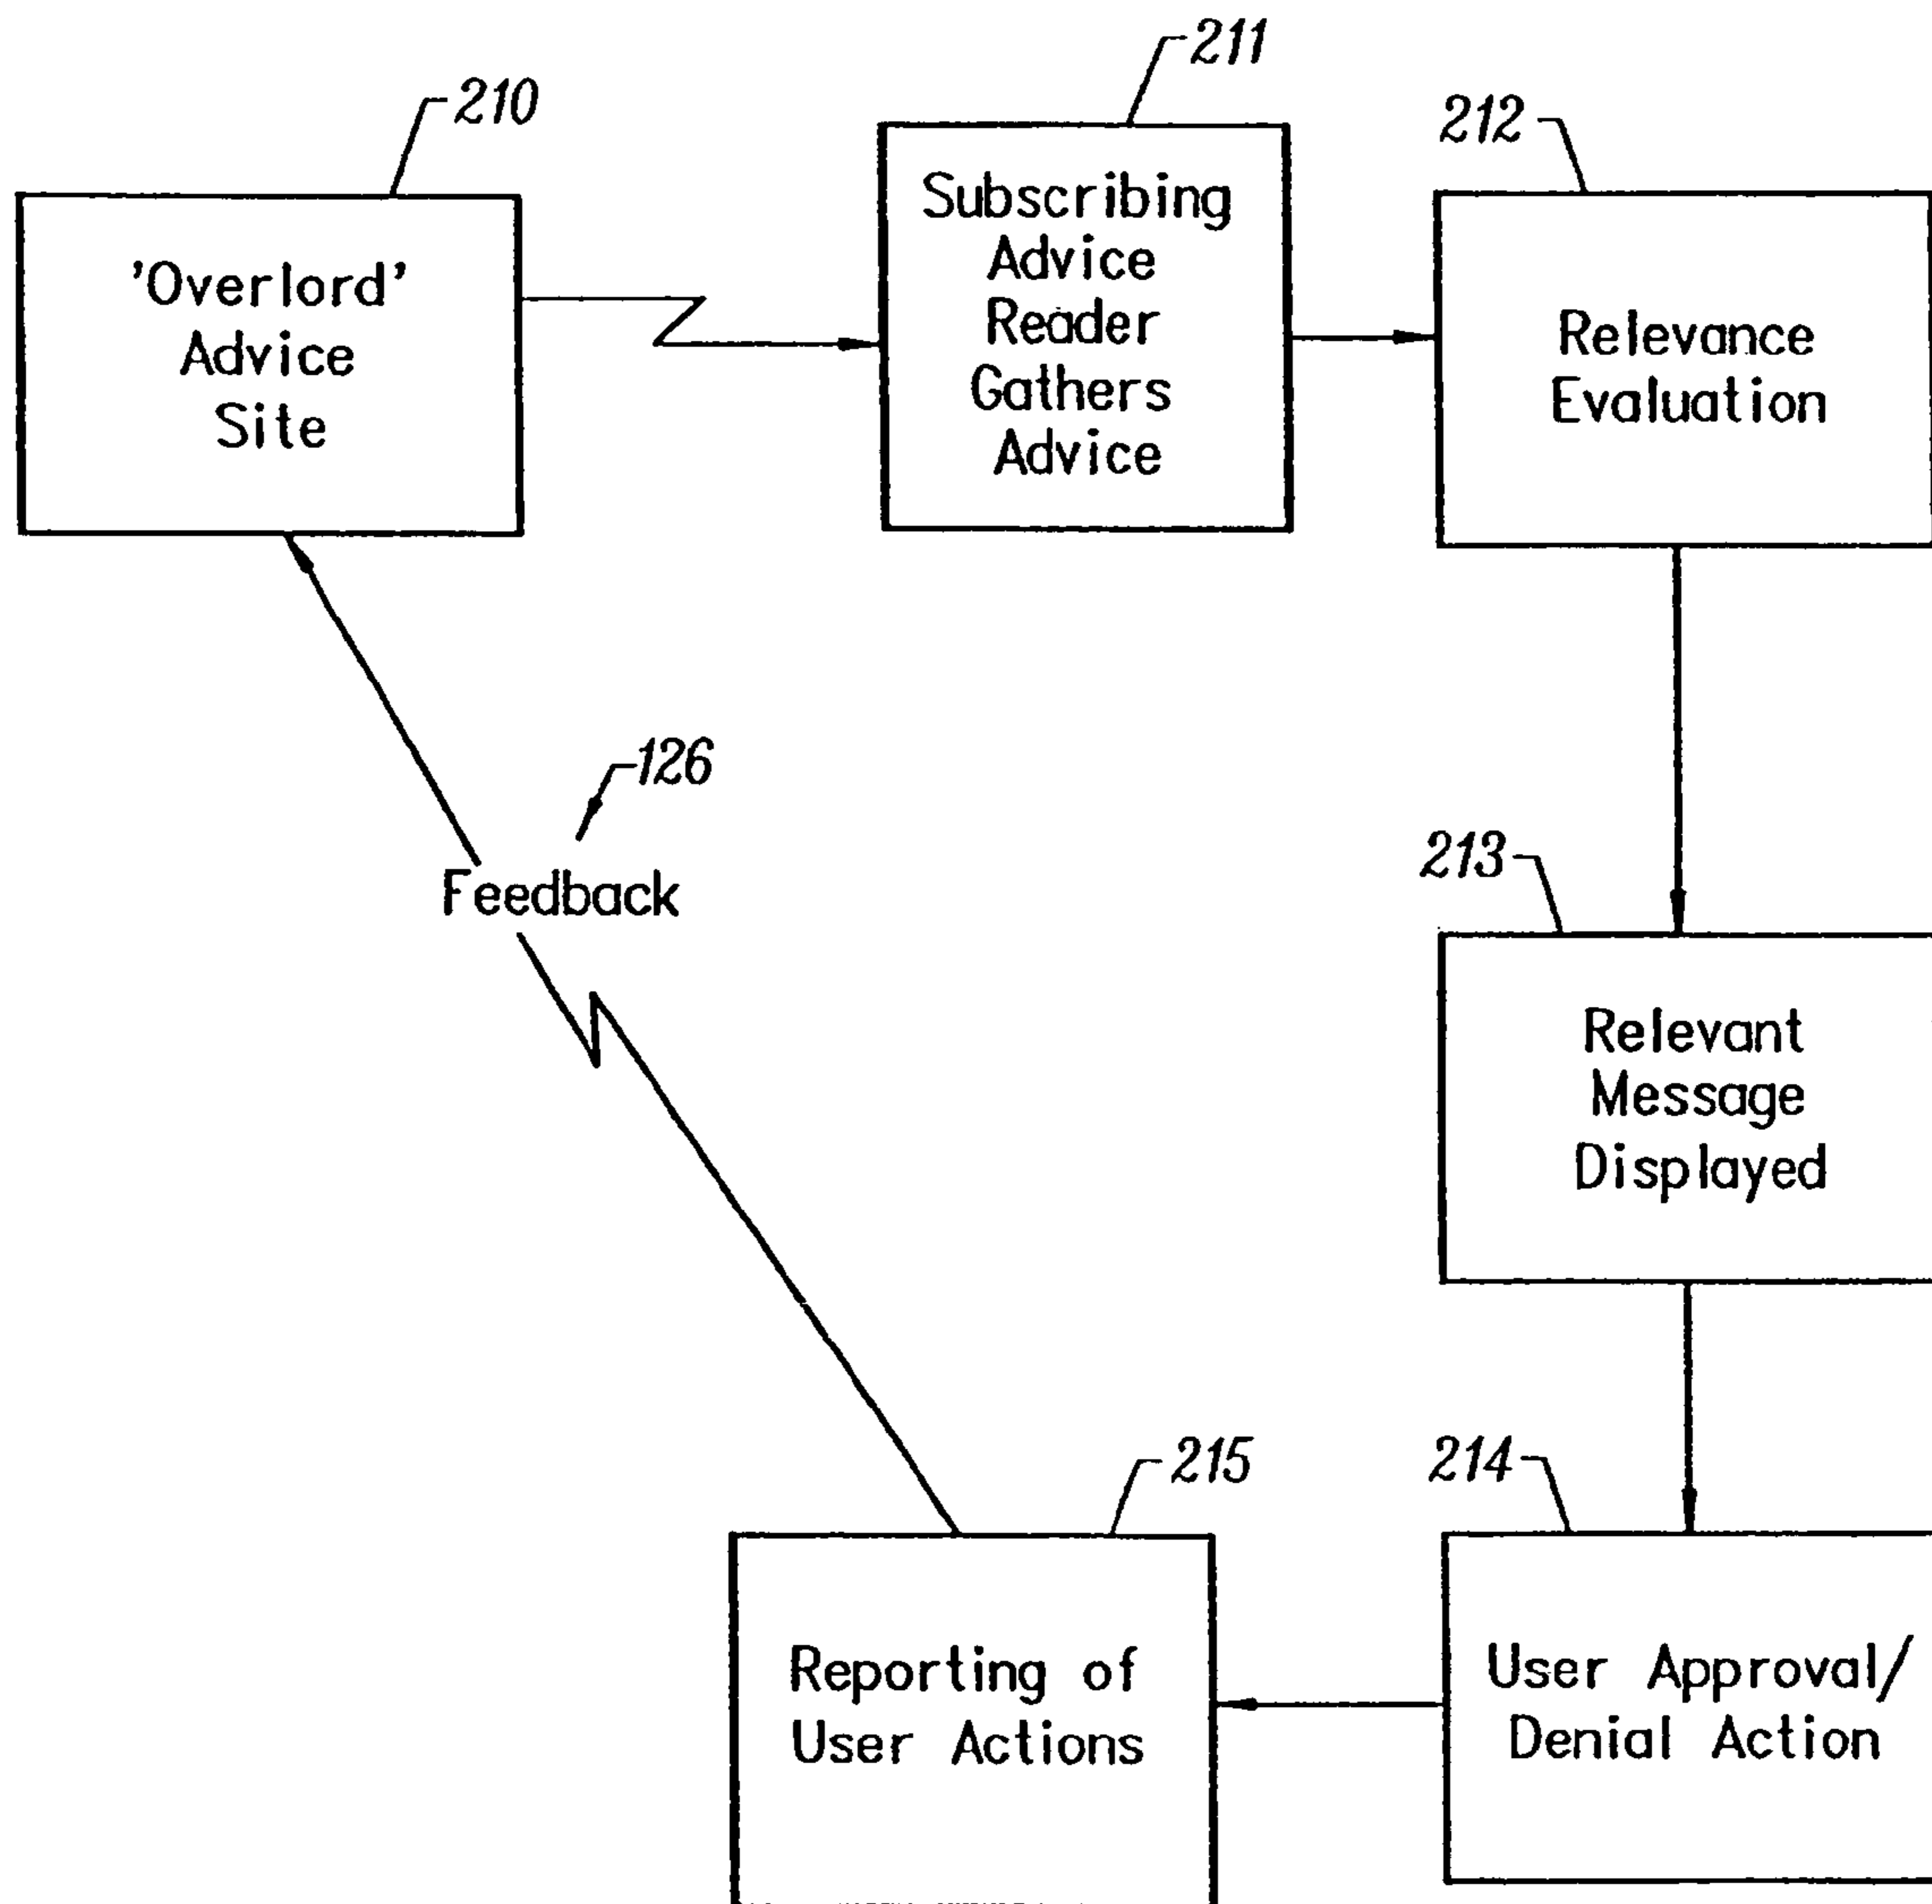 211
210
212
'Overlord'
Advice
Site
Subscribing
Advice
Reader
Gathers
Advice
Relevance
Evaluation
126
Feedback
213
Relevant
Message
Displayed
215
214
Reporting of
User Actions
User Approval/
Denial Action